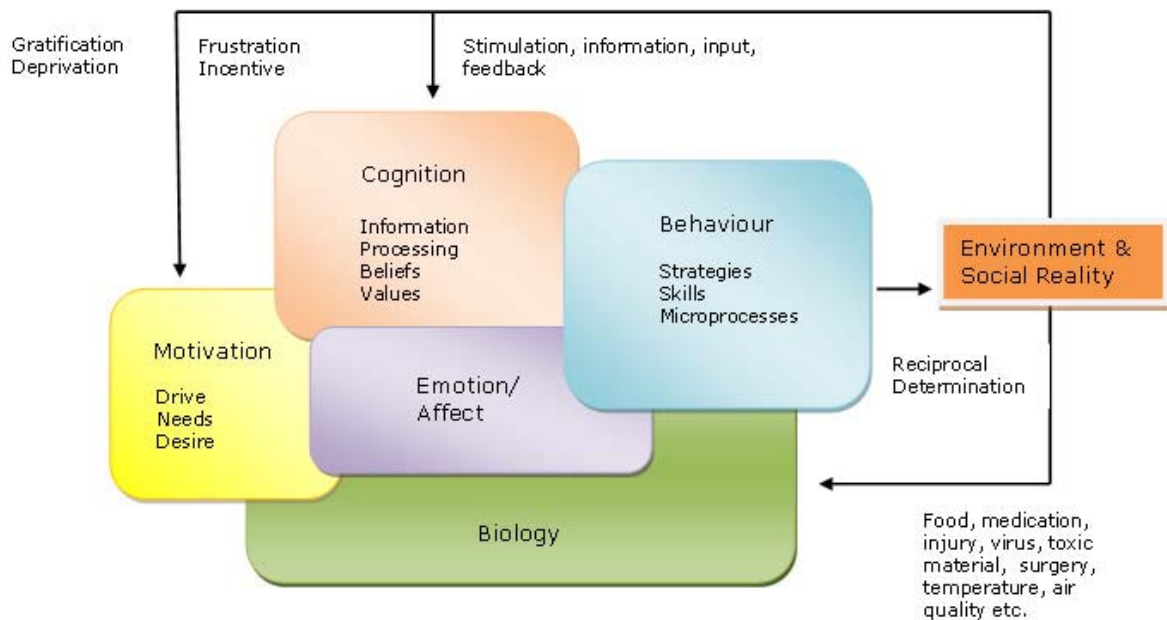 Gratification
Deprivation
Frustration
Incentive
Stimulation, information, input,
feedback
Cognition
Information
Processing
Beliefs
Values
Behaviour
Strategies
Skills
Microprocesses
Environment &
Social Reality
Motivation
Drive
Needs
Desire
Emotion/
Affect
Reciprocal
Determination
Biology
Food, medication,
injury, virus, toxic
material, surgery,
temperature, air
quality etc.